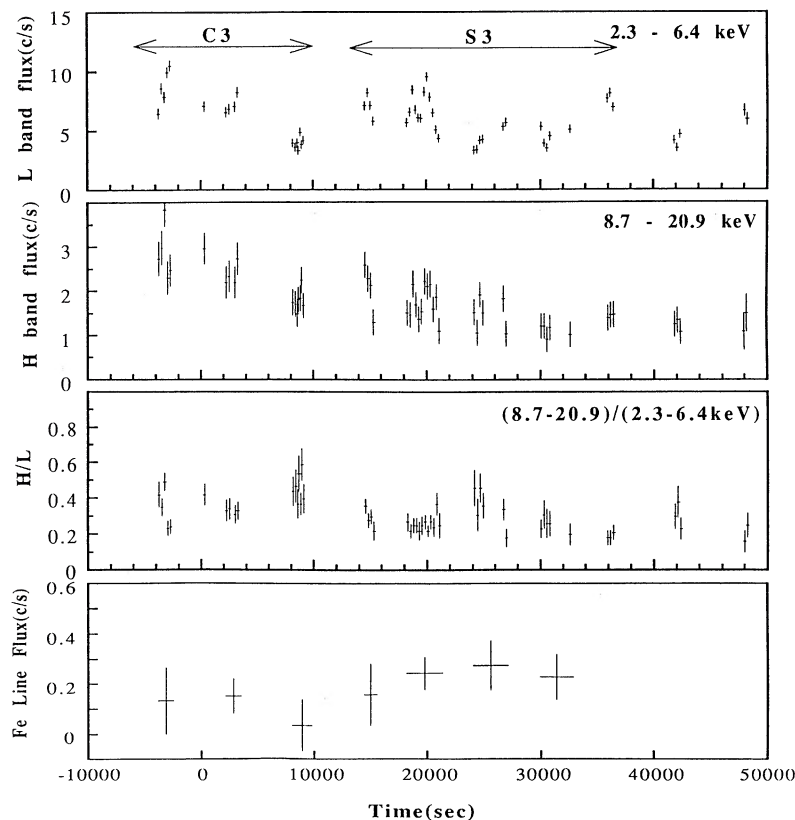 15
C3
S3
2.3 - 6.4 keV
10
5
0
L band flux(c/s)
8.7 - 20.9 keV
3
2
1
0
H band flux(c/s)
(8.7-20.9)/(2.3-6.4keV)
0.8
0.6
0.4
0.2
0
H/L
0.6
0.4
0.2
0
Fe Line Flux(c/s)
-10000 0 10000 20000 30000 40000 50000
Time(sec)